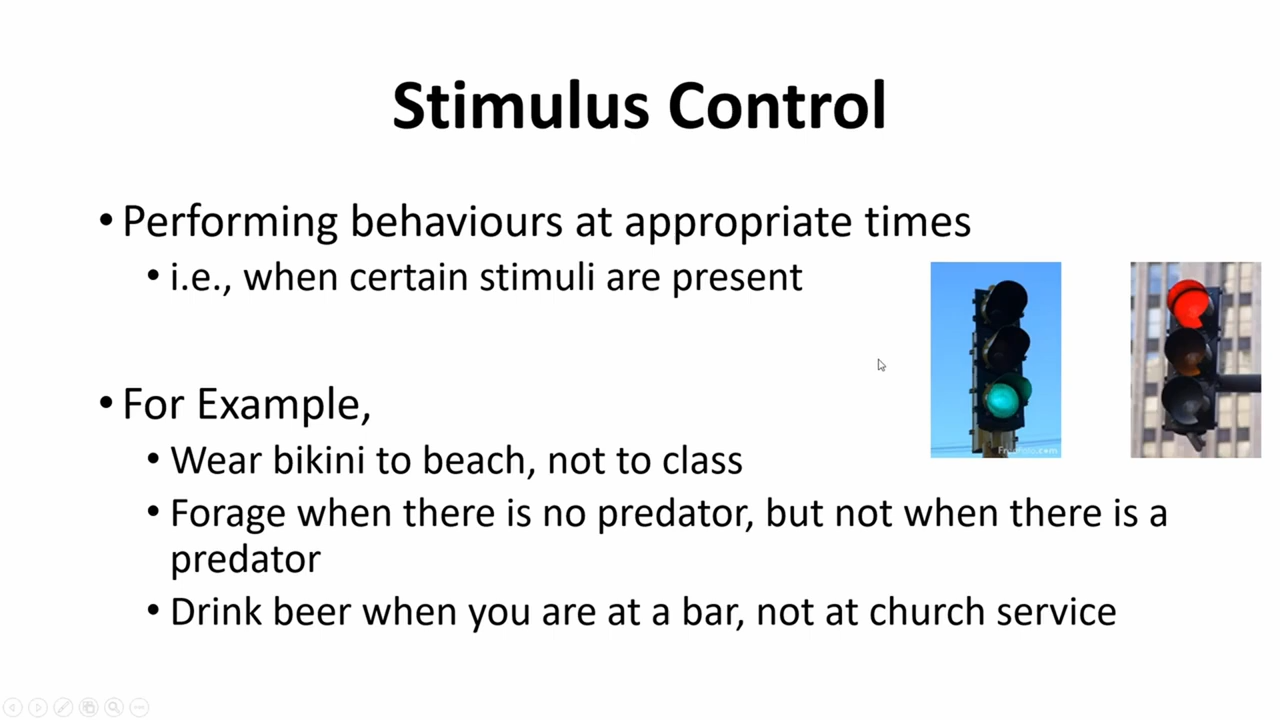 Stimulus Control
• Performing behaviours at appropriate times
• i.e., when certain stimuli are present
• For Example,
• Wear bikini to beach, not to class
• Forage when there is no predator, but not when there is a
predator
• Drink beer when you are at a bar, not at church service